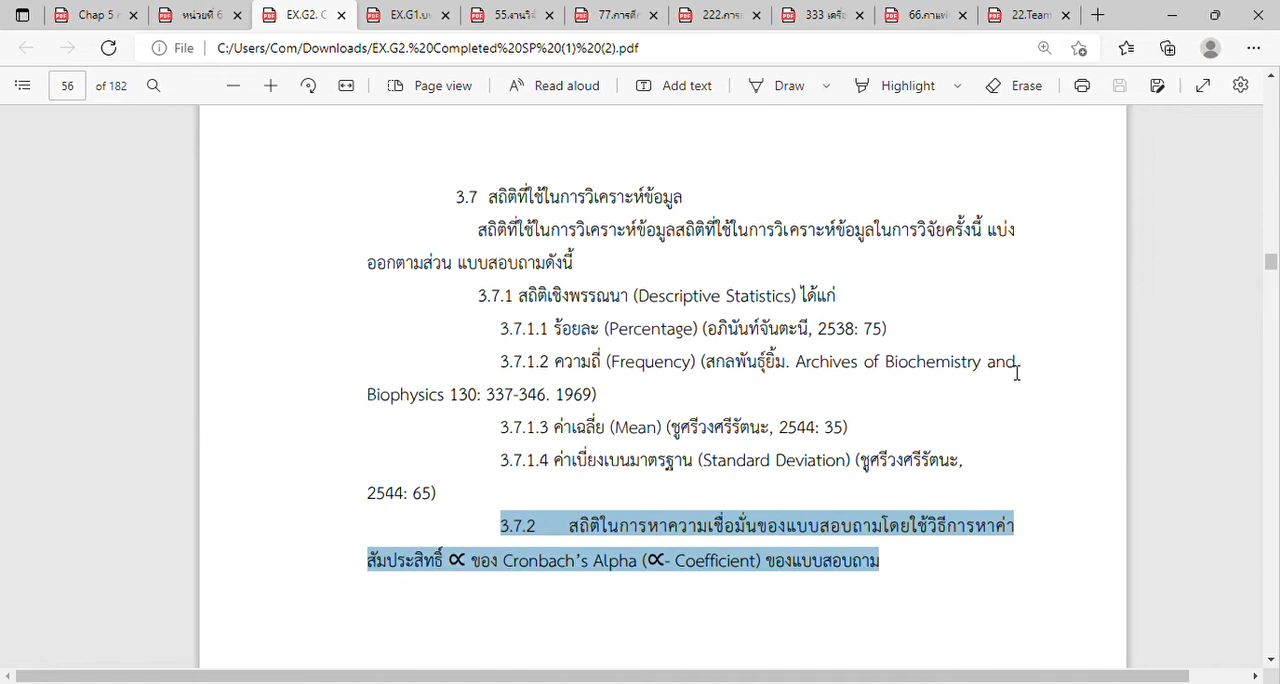 Chap 5 ก
หน่วยที่ 6
EX.G2. C
EX.G1.บท
55.งานวิจั
77.การศึก
222.การเ
333 เครื่อ
66.กาแฟ
22.Team
File C:/Users/Com/Downloads/EX.G2.%20Completed%20SP%20(1)%20(2).pdf
56 of 182 Page view Read aloud Add text Draw Highlight Erase
3.7 สถิติที่ใช้ในการวิเคราะห์ข้อมูล
สถิติที่ใช้ในการวิเคราะห์ข้อมูลสถิติที่ใช้ในการวิเคราะห์ข้อมูลในการวิจัยครั้งนี้ แบ่ง
ออกตามส่วน แบบสอบถามดังนี้
3.7.1 สถิติเชิงพรรณนา (Descriptive Statistics) ได้แก่
3.7.1.1 ร้อยละ (Percentage) (อภินันท์จันตะนี, 2538: 75)
3.7.1.2 ความถี่ (Frequency) (สกลพันธุ์ยิ้ม. Archives of Biochemistry and
Biophysics 130: 337-346. 1969)
3.7.1.3 ค่าเฉลี่ย (Mean) (ชูศรีวงศรีรัตนะ, 2544: 35)
3.7.1.4 ค่าเบี่ยงเบนมาตรฐาน (Standard Deviation) (ชูศรีวงศรีรัตนะ,
2544: 65)
3.7.2 สถิติในการหาความเชื่อมั่นของแบบสอบถามโดยใช้วิธีการหาค่า
สัมประสิทธิ์ ∝ ของ Cronbach's Alpha (∝- Coefficient) ของแบบสอบถาม